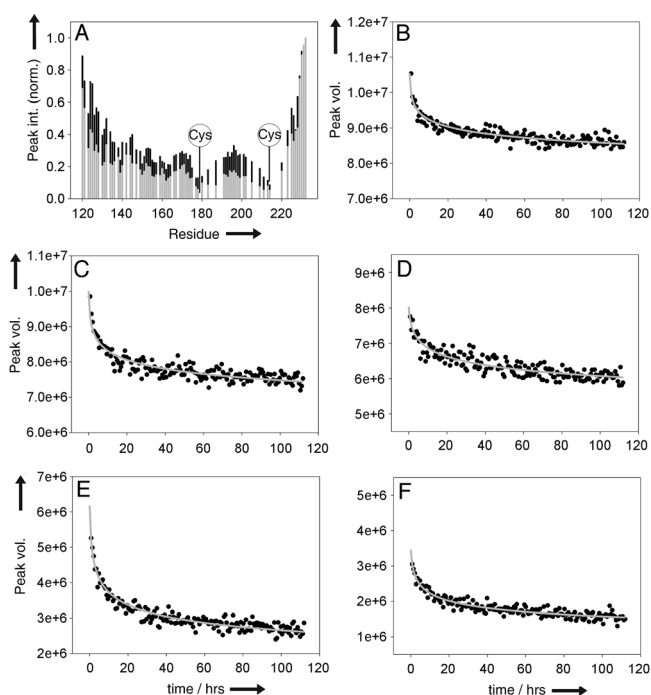 A
Peak int. (norm.)
1.0
0.8
0.6
0.4
0.2
0.0
Cys
Cys
120 140 160 180 200 220
Residue
B
Peak vol.
1.2e+7
1.1e+7
1.0e+7
9.0e+6
8.0e+6
7.0e+6
0 20 40 60 80 100 120
C
Peak vol.
1.1e+7
1.0e+7
9.0e+6
8.0e+6
7.0e+6
6.0e+6
0 20 40 60 80 100 120
D
9e+6
8e+6
7e+6
6e+6
5e+6
0 20 40 60 80 100 120
E
Peak vol.
7e+6
6e+6
5e+6
4e+6
3e+6
2e+6
0 20 40 60 80 100 120
time / hrs
F
5e+6
4e+6
3e+6
2e+6
1e+6
0 20 40 60 80 100 120
time / hrs